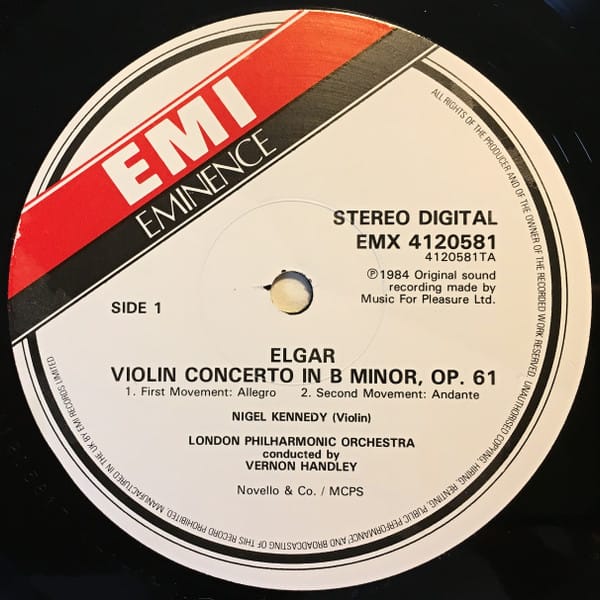 EMI
EMINENCE
STEREO DIGITAL
EMX 4120581
4120581TA
Ⓟ1984 Original sound
recording made by
Music For Pleasure Ltd.
SIDE 1
ELGAR
VIOLIN CONCERTO IN B MINOR, OP. 61
1. First Movement: Allegro 2. Second Movement: Andante
NIGEL KENNEDY (Violin)
LONDON PHILHARMONIC ORCHESTRA
conducted by
VERNON HANDLEY
Novello & Co. / MCPS
ALL RIGHTS OF THE PRODUCER AND OF THE OWNER OF THE RECORDED WORK RESERVED. UNAUTHORISED COPYING, HIRING, RENTING, PUBLIC PERFORMANCE AND BROADCASTING OF THIS RECORD PROHIBITED. MANUFACTURED IN THE UK BY EMI RECORDS LIMITED